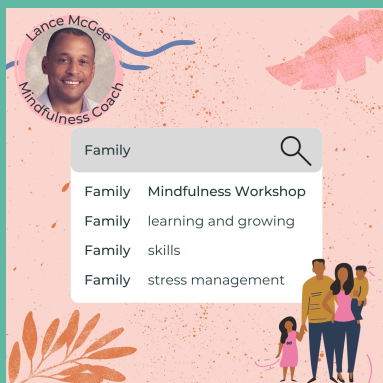 Lance McGee
Mindfulness Coach
Family
Family Mindfulness Workshop
Family learning and growing
Family skills
Family stress management